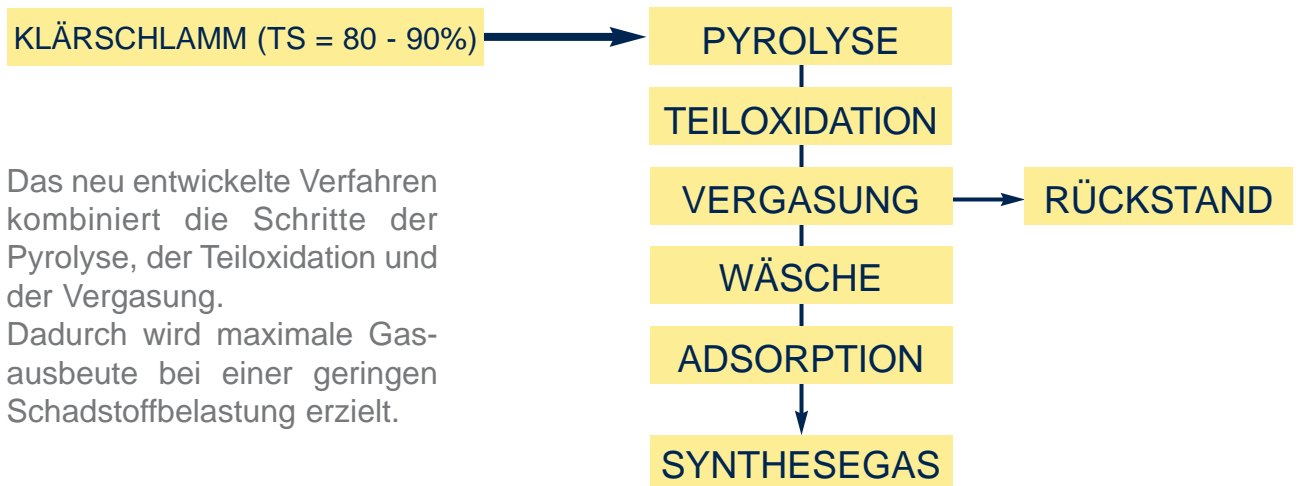 KLÄRSCHLAMM (TS = 80 - 90%)
PYROLYSE
TEILOXIDATION
VERGASUNG
RÜCKSTAND
WÄSCHE
ADSORPTION
SYNTHESEGAS
Das neu entwickelte Verfahren
kombiniert die Schritte der
Pyrolyse, der Teiloxidation und
der Vergasung.
Dadurch wird maximale Gas-
ausbeute bei einer geringen
Schadstoffbelastung erzielt.